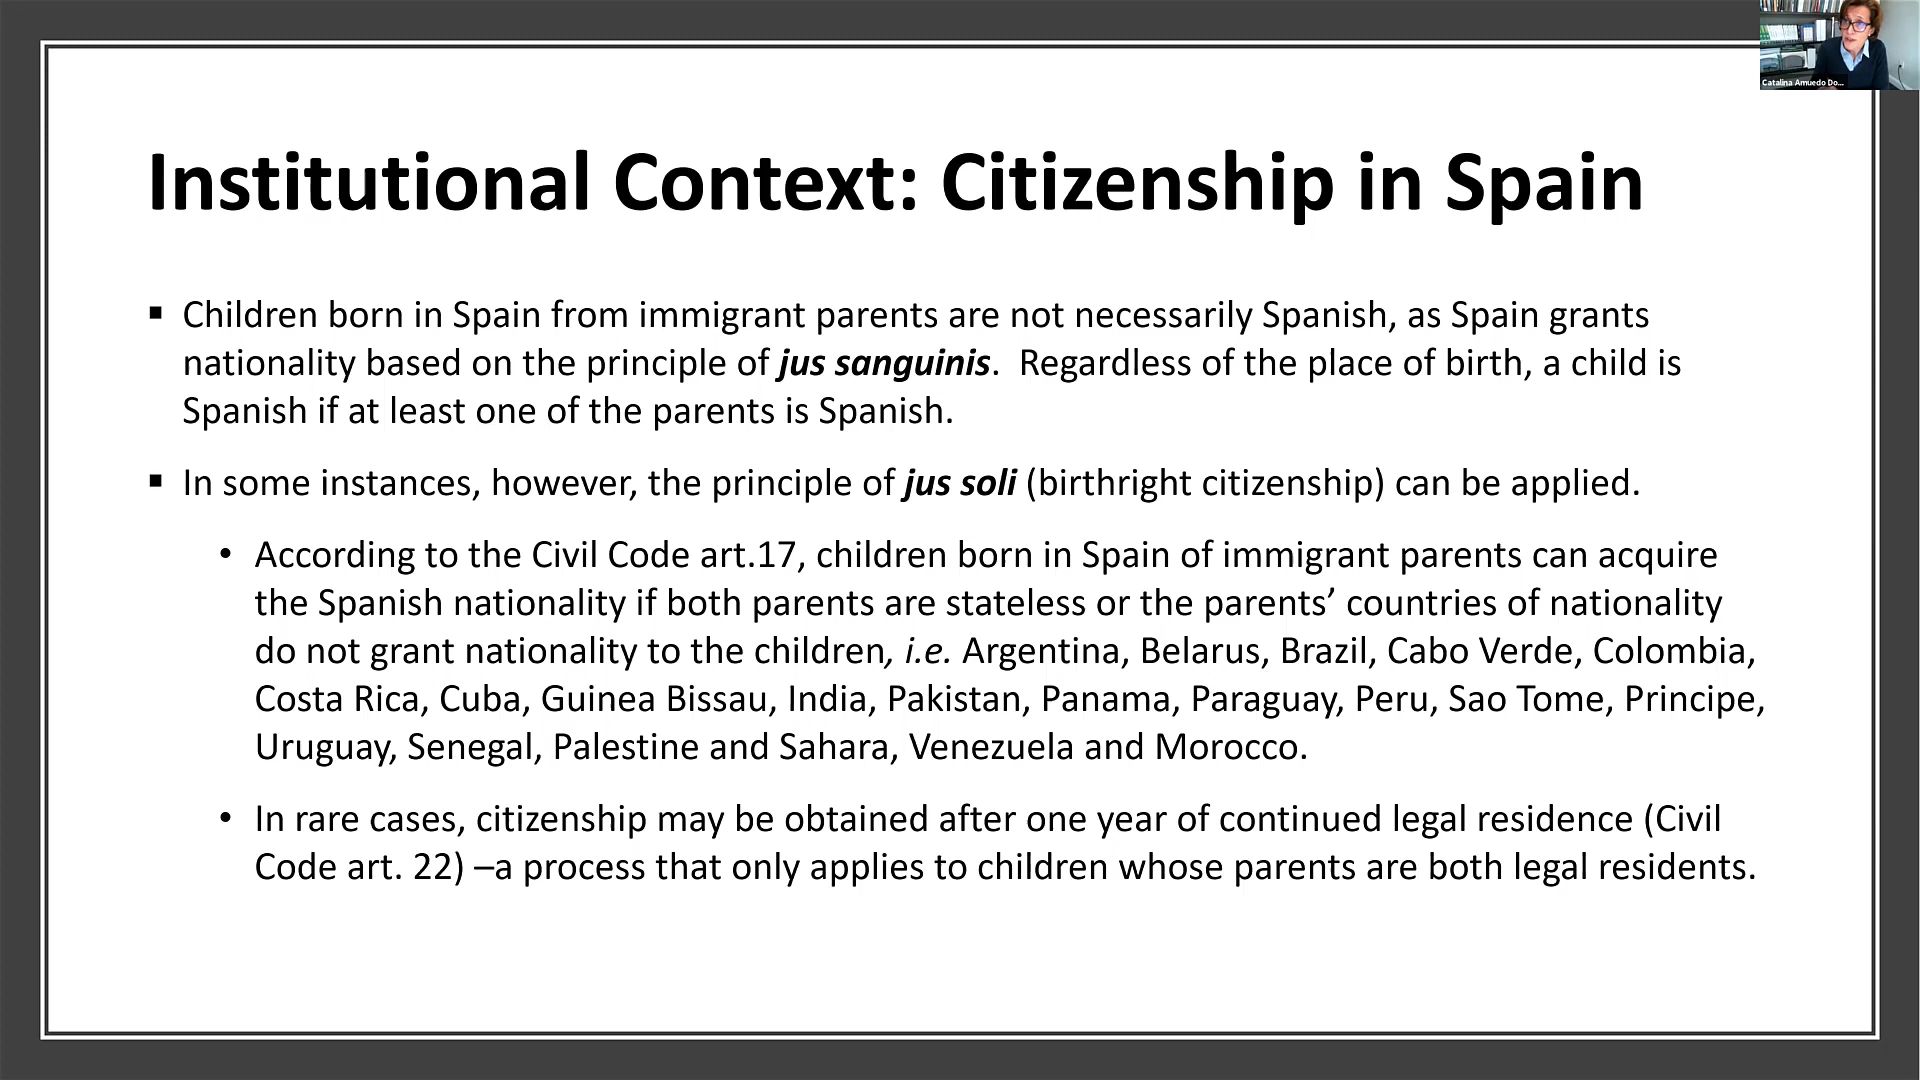 Catalina Amuedo Do...
Institutional Context: Citizenship in Spain
▪ Children born in Spain from immigrant parents are not necessarily Spanish, as Spain grants
nationality based on the principle of jus sanguinis.  Regardless of the place of birth, a child is
Spanish if at least one of the parents is Spanish.
▪ In some instances, however, the principle of jus soli (birthright citizenship) can be applied.
• According to the Civil Code art.17, children born in Spain of immigrant parents can acquire
the Spanish nationality if both parents are stateless or the parents’ countries of nationality
do not grant nationality to the children, i.e. Argentina, Belarus, Brazil, Cabo Verde, Colombia,
Costa Rica, Cuba, Guinea Bissau, India, Pakistan, Panama, Paraguay, Peru, Sao Tome, Principe,
Uruguay, Senegal, Palestine and Sahara, Venezuela and Morocco.
• In rare cases, citizenship may be obtained after one year of continued legal residence (Civil
Code art. 22) –a process that only applies to children whose parents are both legal residents.